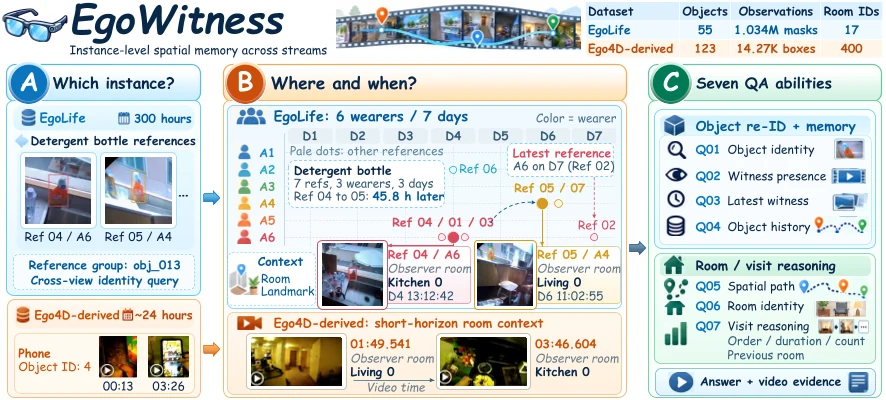 EgoWitness
Instance-level spatial memory across streams
Dataset Objects Observations Room IDs
EgoLife 55 1.034M masks 17
Ego4D-derived 123 14.27K boxes 400
A Which instance?
EgoLife 300 hours
Detergent bottle references
...
Ref 04 / A6 Ref 05 / A4
Reference group: obj_013
Cross-view identity query
Ego4D-derived ~24 hours
Phone
Object ID: 4
00:13 03:26
B Where and when?
EgoLife: 6 wearers / 7 days Color = wearer
D1 D2 D3 D4 D5 D6 D7
A1
A2
A3
A4
A5
A6
Pale dots: other references
Detergent bottle
7 refs, 3 wearers, 3 days
Ref 04 to 05: 45.8 h later
Ref 06
Latest reference
A6 on D7 (Ref 02)
Ref 05 / 07
Ref 04 / 01 / 03
Ref 02
Context
Room
Landmark
Ref 04 / A6
Observer room
Kitchen 0
D4 13:12:42
Ref 05 / A4
Observer room
Living 0
D6 11:02:55
Ego4D-derived: short-horizon room context
01:49.541
Observer room
Living 0
Video time
03:46.604
Observer room
Kitchen 0
C Seven QA abilities
Object re-ID + memory
Q01 Object identity
Q02 Witness presence
Q03 Latest witness
Q04 Object history
Room / visit reasoning
Q05 Spatial path
Q06 Room identity
Q07 Visit reasoning
Order / duration / count
Previous room
Answer + video evidence